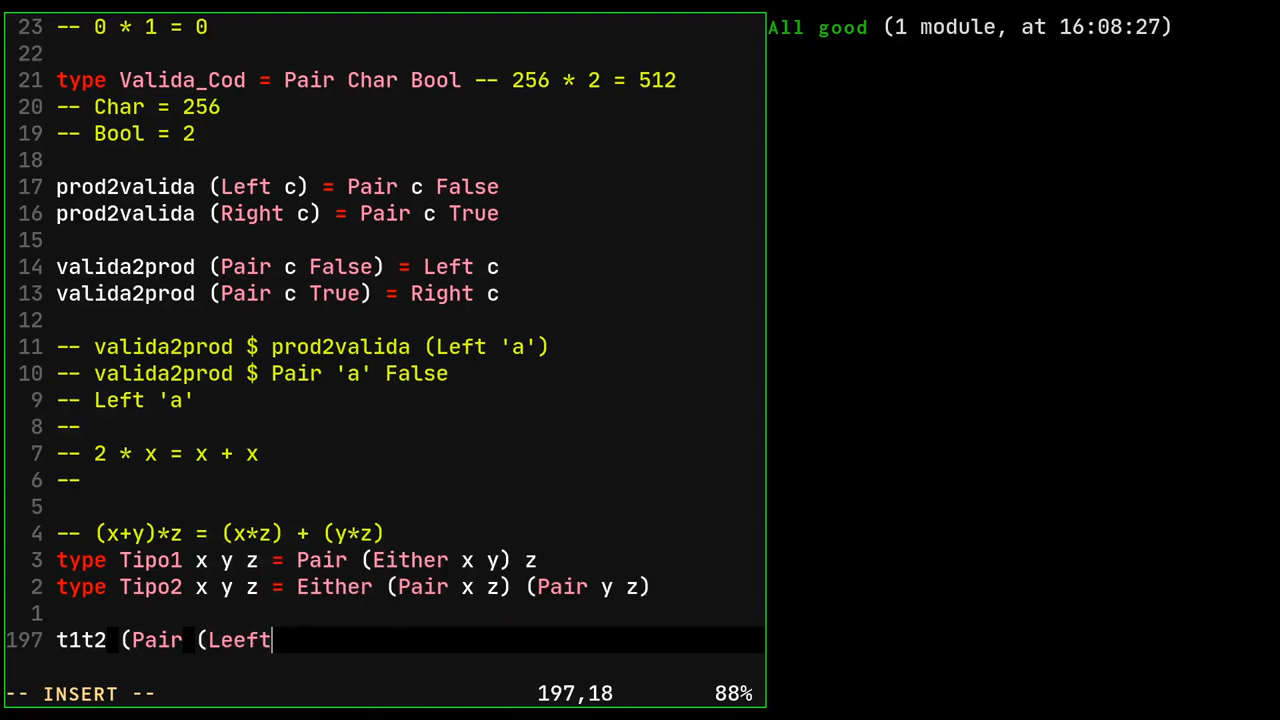 23 -- 0 * 1 = 0
22
21 type Valida_Cod = Pair Char Bool -- 256 * 2 = 512
20 -- Char = 256
19 -- Bool = 2
18
17 prod2valida (Left c) = Pair c False
16 prod2valida (Right c) = Pair c True
15
14 valida2prod (Pair c False) = Left c
13 valida2prod (Pair c True) = Right c
12
11 -- valida2prod $ prod2valida (Left 'a')
10 -- valida2prod $ Pair 'a' False
9 -- Left 'a'
8 --
7 -- 2 * x = x + x
6 --
5
4 -- (x+y)*z = (x*z) + (y*z)
3 type Tipo1 x y z = Pair (Either x y) z
2 type Tipo2 x y z = Either (Pair x z) (Pair y z)
1
197 t1t2 (Pair (Leeft
-- INSERT -- 197,18 88%
All good (1 module, at 16:08:27)